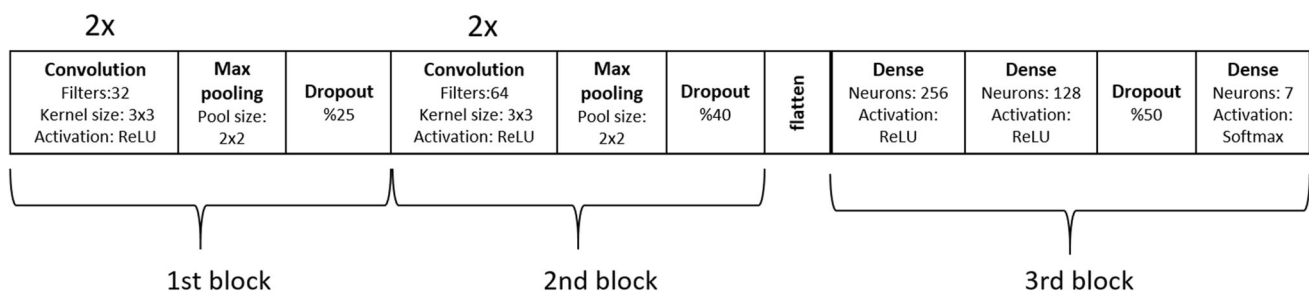 2x
2x
Convolution
Filters:32
Kernel size: 3x3
Activation: ReLU
Max
pooling
Pool size:
2x2
Dropout
%25
Convolution
Filters:64
Kernel size: 3x3
Activation: ReLU
Max
pooling
Pool size:
2x2
Dropout
%40
flatten
Dense
Neurons: 256
Activation:
ReLU
Dense
Neurons: 128
Activation:
ReLU
Dropout
%50
Dense
Neurons: 7
Activation:
Softmax
1st block
2nd block
3rd block